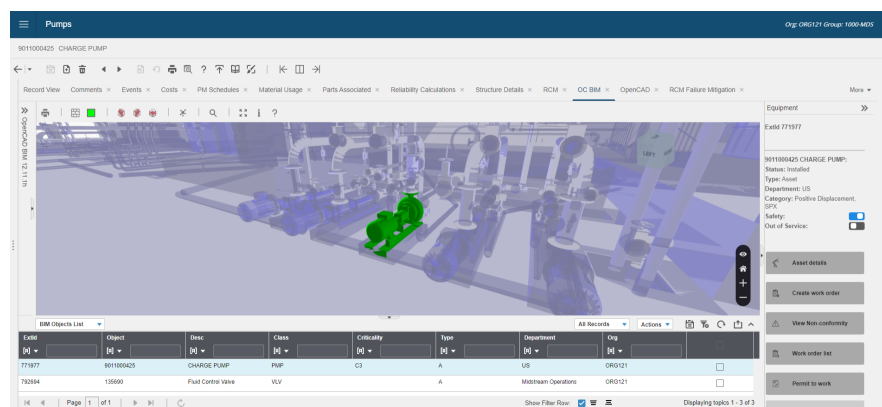 Pumps
Org: ORG121 Group: 1000-MDS
9011000425 CHARGE PUMP
Record View Comments × Events × Costs × PM Schedules × Material Usage × Parts Associated × Reliability Calculations × Structure Details × RCM × OC BIM × OpenCAD × RCM Failure Mitigation × More
OpenCAD BIM 12.11.1h
LEFT
Equipment
ExtId 771977
9011000425 CHARGE PUMP:
Status: Installed
Type: Asset
Department: US
Category: Positive Displacement, SPX
Safety:
Out of Service:
Asset details
Create work order
View Non-conformity
Work order list
Permit to work
BIM Objects List
All Records Actions
ExtId Object Desc Class Criticality Type Department Org
771977 9011000425 CHARGE PUMP PMP C3 A US ORG121
792694 135690 Fluid Control Valve VLV A Midstream Operations ORG121
Page 1 of 1
Show Filter Row:
Displaying topics 1 - 3 of 3